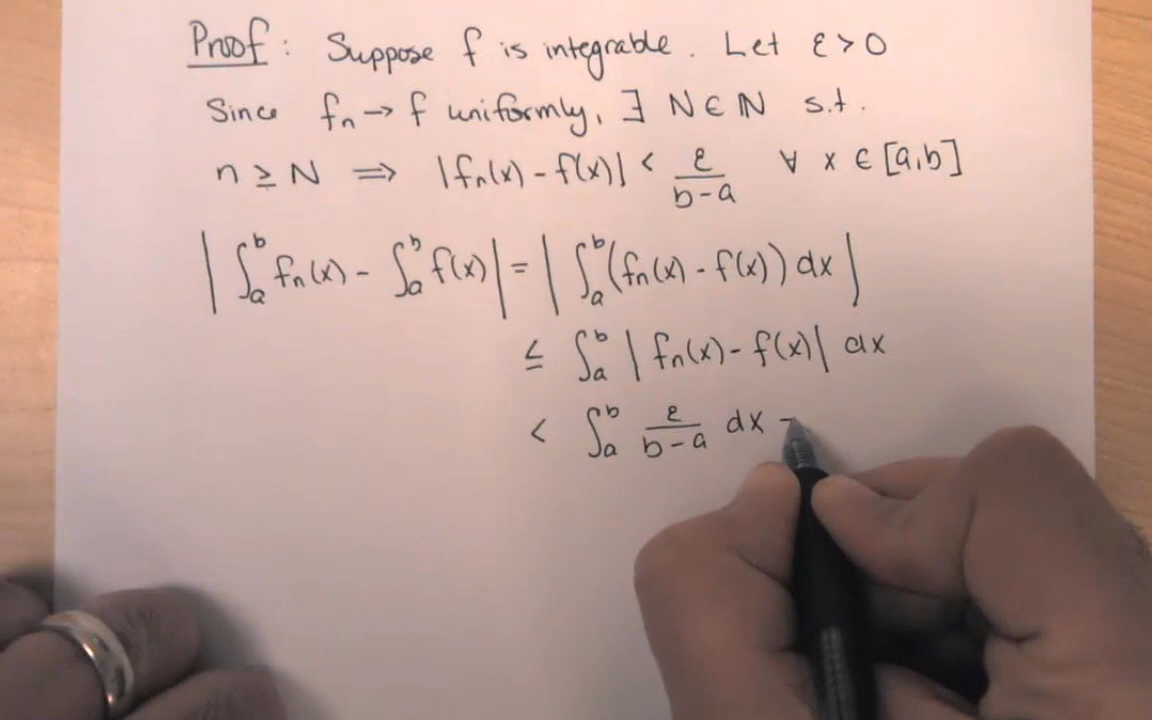 Proof: Suppose f is integrable. Let ε > 0
Since fₙ → f uniformly, ∃ N ∈ ℕ s.t.
n ≥ N ⟹ |fₙ(x) - f(x)| < ε/(b-a) ∀ x ∈ [a,b]
|∫ₐᵇ fₙ(x) - ∫ₐᵇ f(x)| = |∫ₐᵇ (fₙ(x) - f(x)) dx|
≤ ∫ₐᵇ |fₙ(x) - f(x)| dx
< ∫ₐᵇ ε/(b-a) dx -